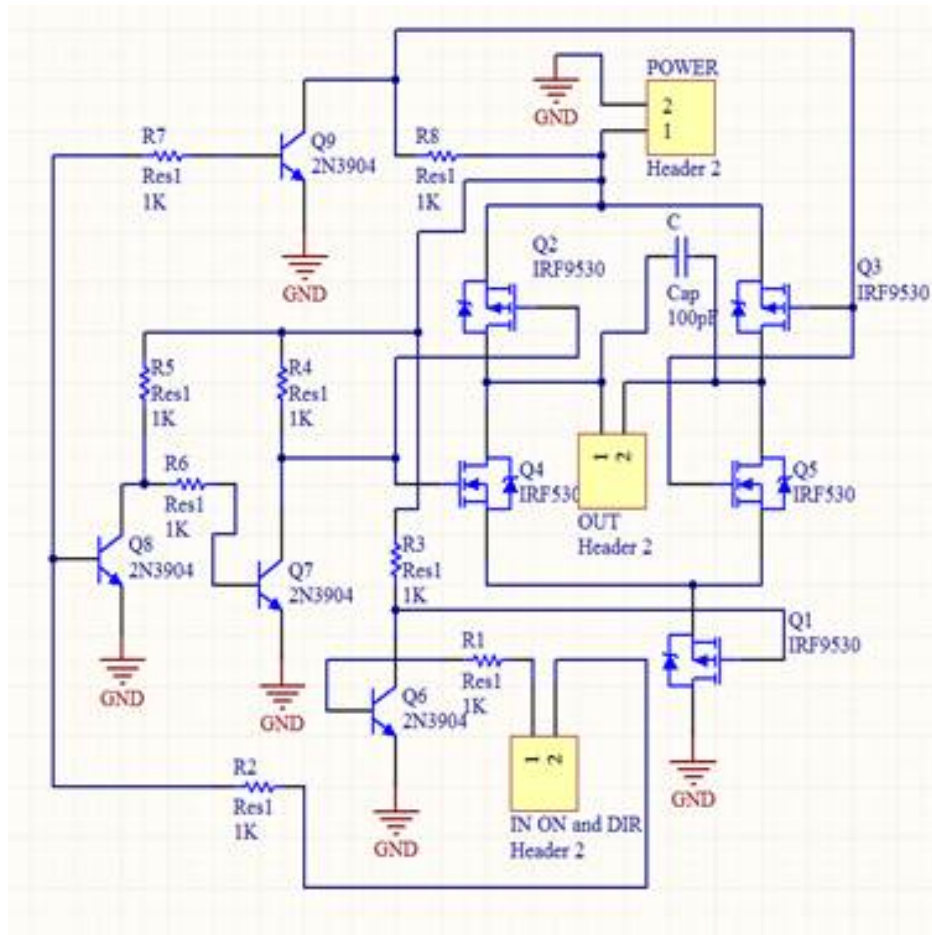 POWER
GND
2
1
Header 2
R7
Res1
1K
Q9
2N3904
R8
Res1
1K
GND
Q2
IRF9530
C
Cap
100pF
Q3
IRF9530
R5
Res1
1K
R4
Res1
1K
R6
Res1
1K
Q4
IRF530
1 2
OUT
Header 2
Q5
IRF530
Q8
2N3904
Q7
2N3904
R3
Res1
1K
GND
GND
Q1
IRF9530
R1
Res1
1K
Q6
2N3904
1 2
IN ON and DIR
Header 2
GND
R2
Res1
1K
GND